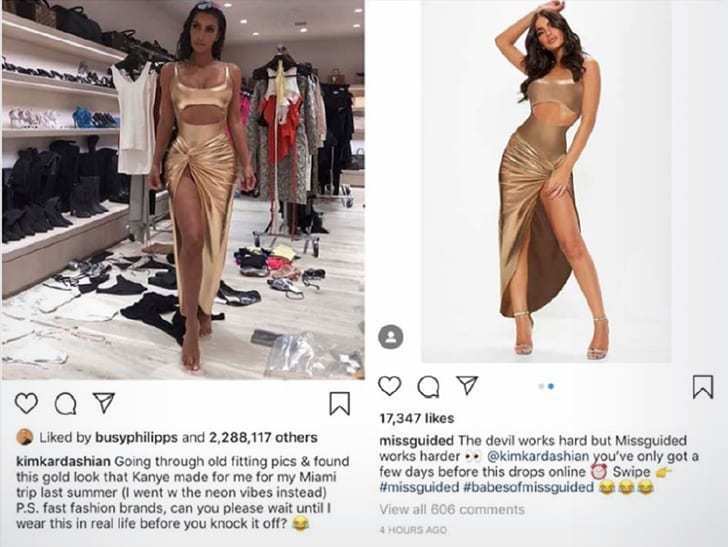 Liked by busyphilipps and 2,288,117 others
kimkardashian Going through old fitting pics & found
this gold look that Kanye made for me for my Miami
trip last summer (I went w the neon vibes instead)
P.S. fast fashion brands, can you please wait until I
wear this in real life before you knock it off? 😂
17,347 likes
missguided The devil works hard but Missguided
works harder 👀 @kimkardashian you've only got a
few days before this drops online ⏰ Swipe 👉
#missguided #babesofmissguided 😂😂😂
View all 606 comments
4 HOURS AGO